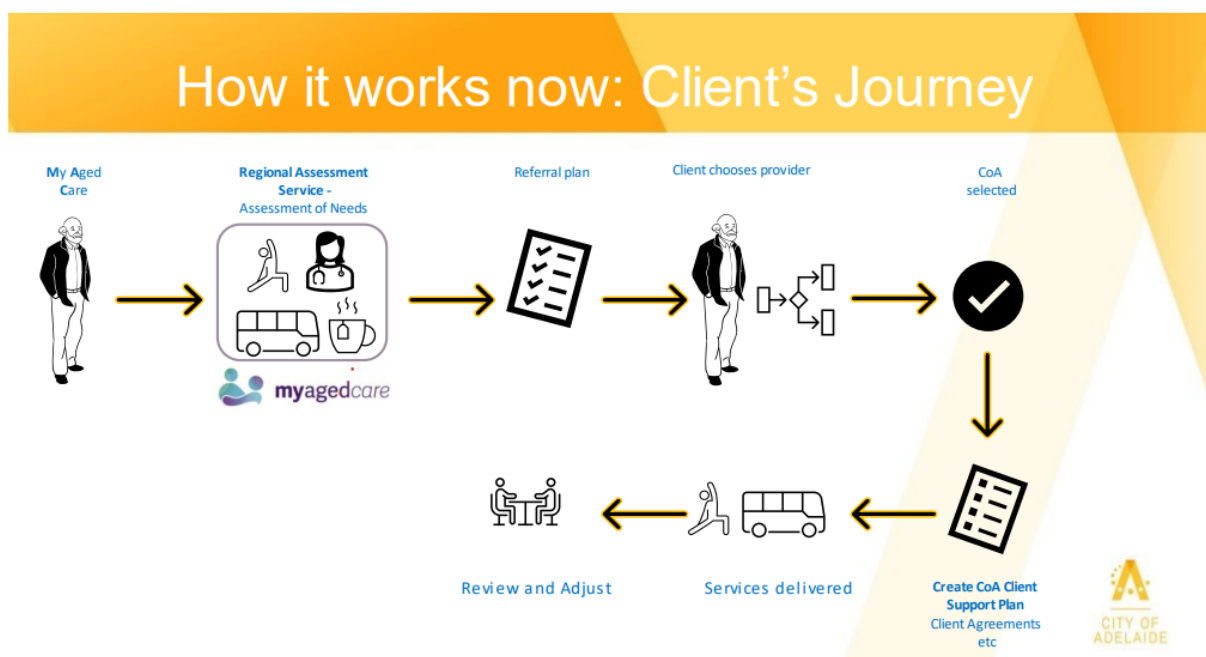 How it works now: Client's Journey
My Aged
Care
Regional Assessment
Service -
Assessment of Needs
myagedcare
Referral plan
Client chooses provider
CoA
selected
Create CoA Client
Support Plan
Client Agreements
etc
Services delivered
Review and Adjust
CITY OF
ADELAIDE